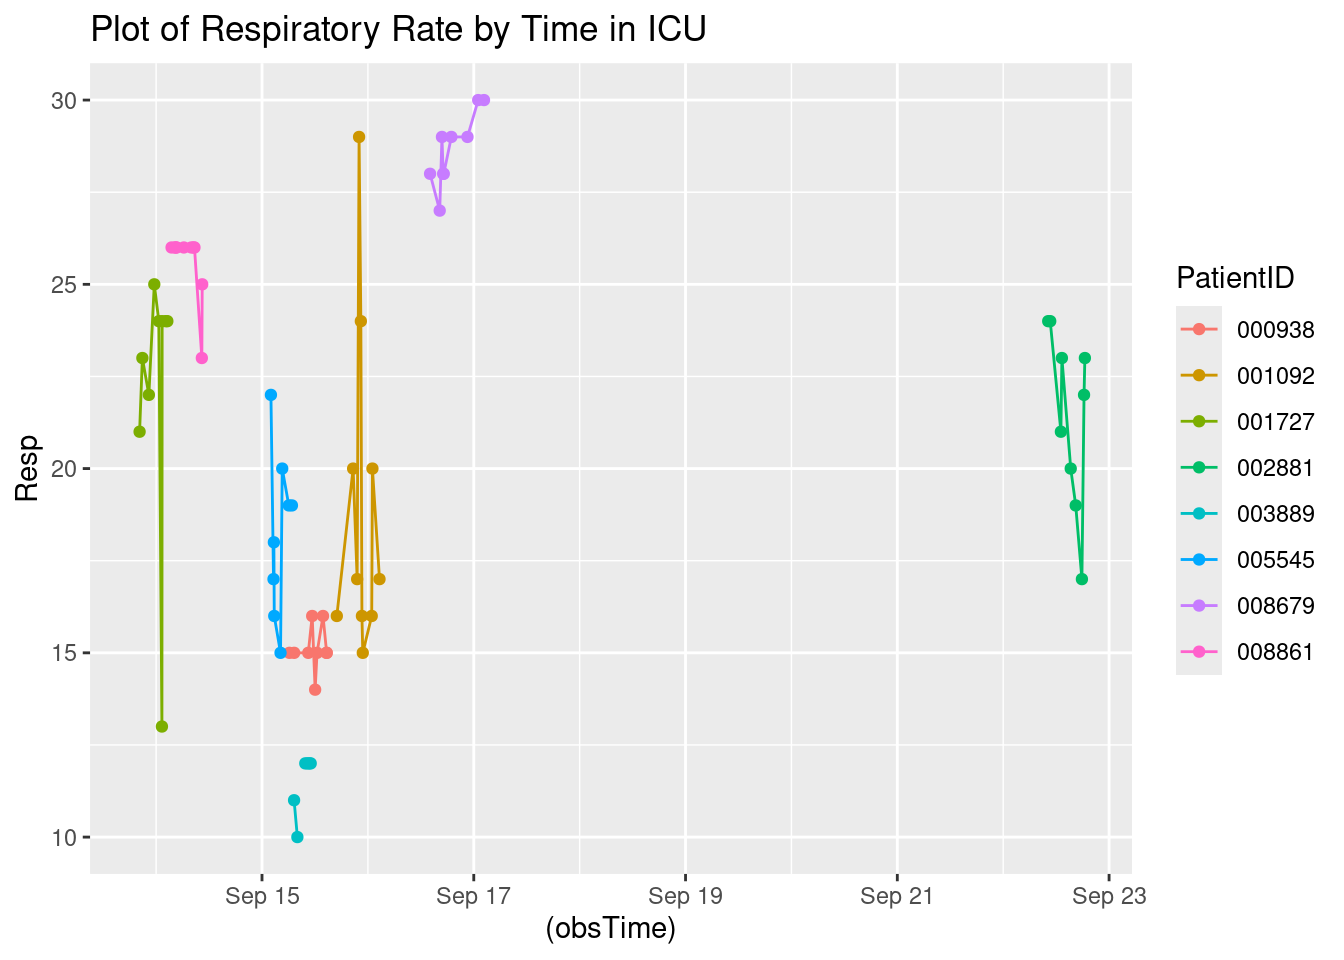 Plot of Respiratory Rate by Time in ICU
30
25
20
15
10
Resp
Sep 15
Sep 17
Sep 19
Sep 21
Sep 23
(obsTime)
PatientID
000938
001092
001727
002881
003889
005545
008679
008861